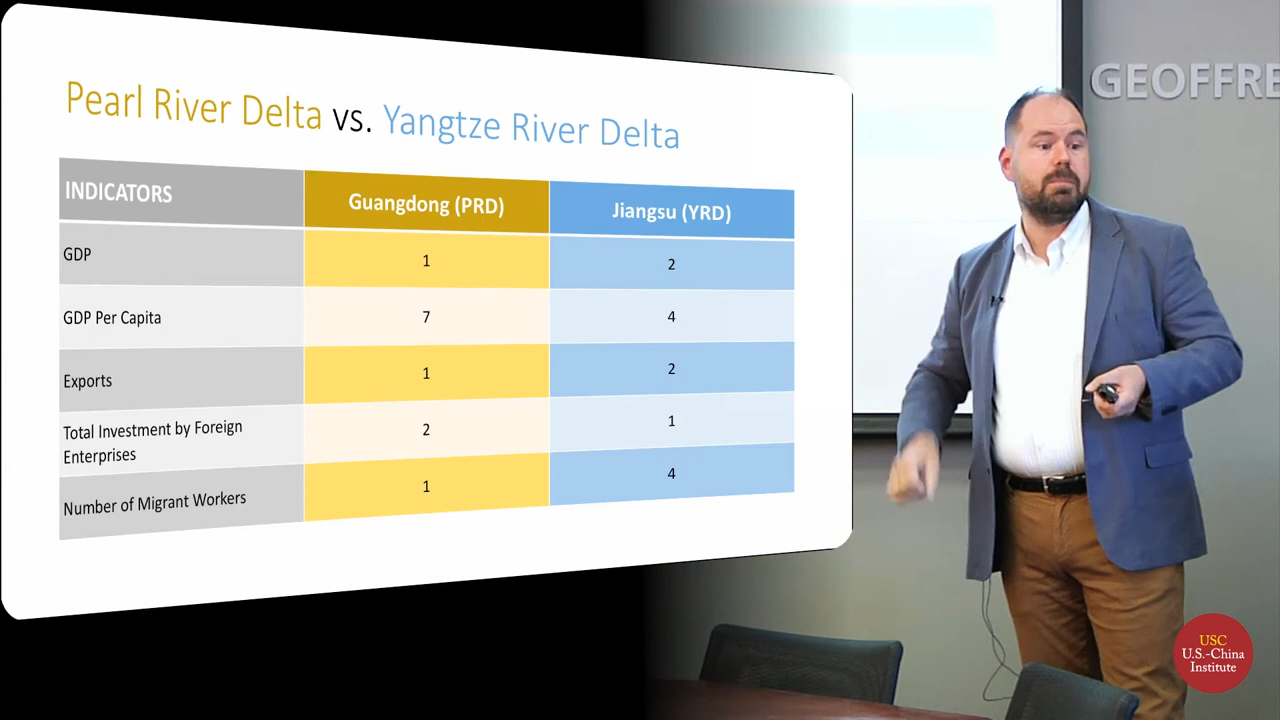 Pearl River Delta vs. Yangtze River Delta
INDICATORS Guangdong (PRD) Jiangsu (YRD)
GDP 1 2
GDP Per Capita 7 4
Exports 1 2
Total Investment by Foreign
Enterprises 2 1
Number of Migrant Workers 1 4
GEOFFRE
USC
U.S.-China
Institute